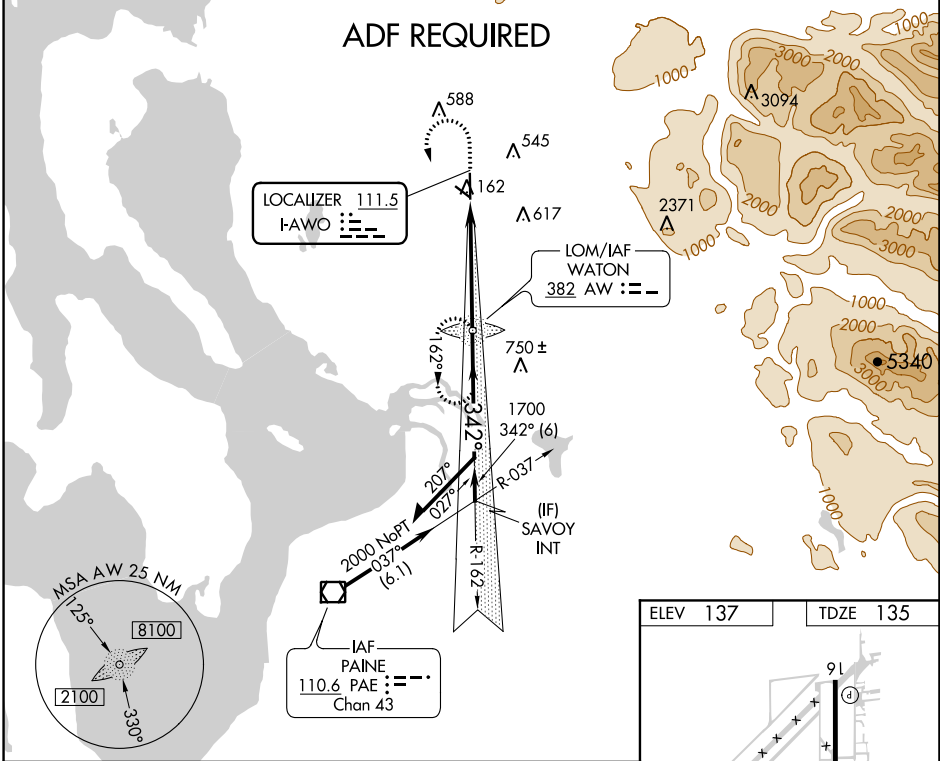 ADF REQUIRED
1000
1000
3000
2000
3094
588
545
LOCALIZER 111.5
I-AWO
162
617
2371
2000
1000
2000
3000
LOM/IAF
WATON
382 AW
162°
750 ±
1000
2000
5340
3000
342°
1700
342° (6)
207°
027°
R-037
(IF)
SAVOY
INT
1000
2000 NoPT
037°
(6.1)
R-162
MSA AW 25 NM
125°
8100
2100
330°
IAF
PAINE
110.6 PAE
Chan 43
ELEV 137
TDZE 135
16
P